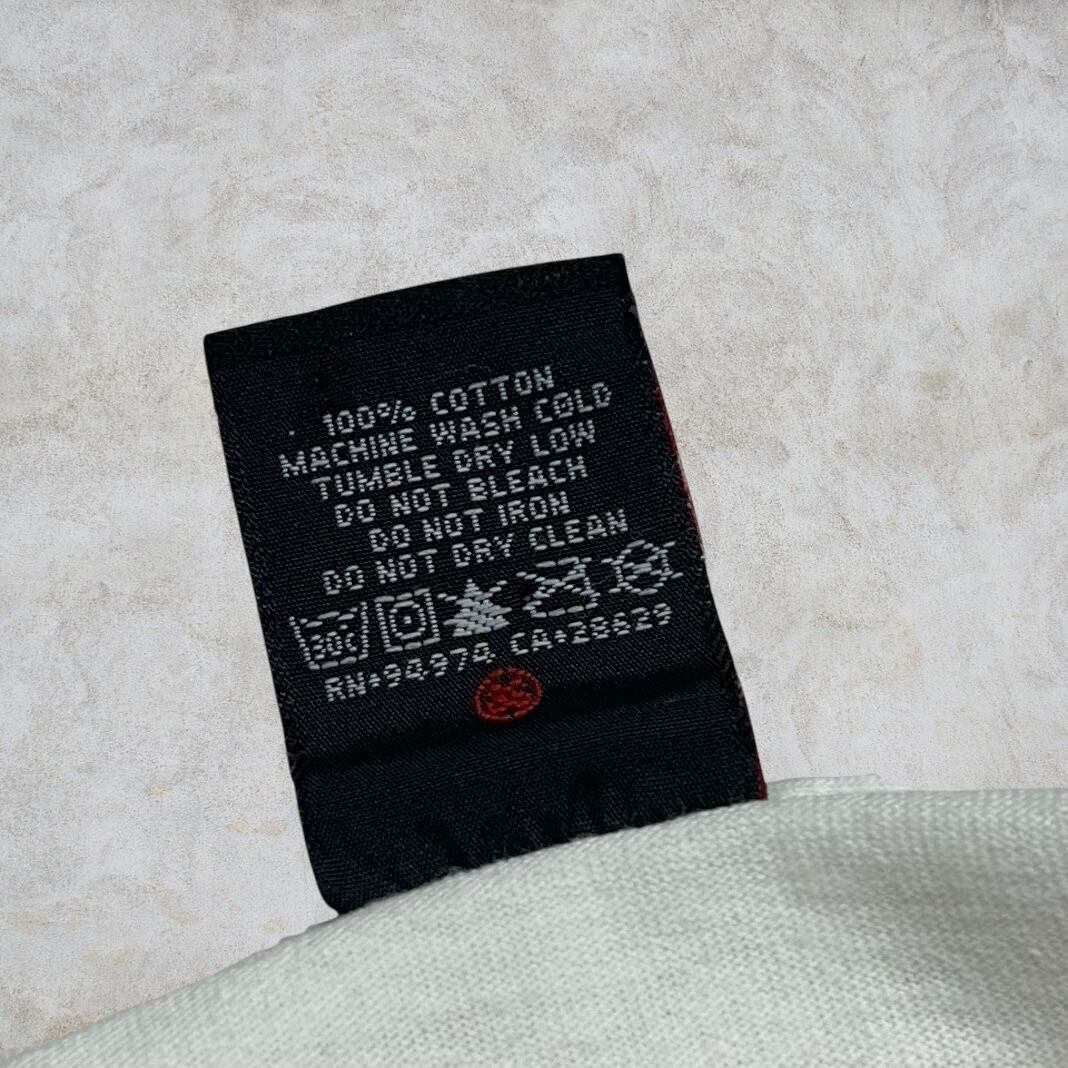 100% COTTON
MACHINE WASH COLD
TUMBLE DRY LOW
DO NOT BLEACH
DO NOT IRON
DO NOT DRY CLEAN
30C
RN*94974 CA*28629